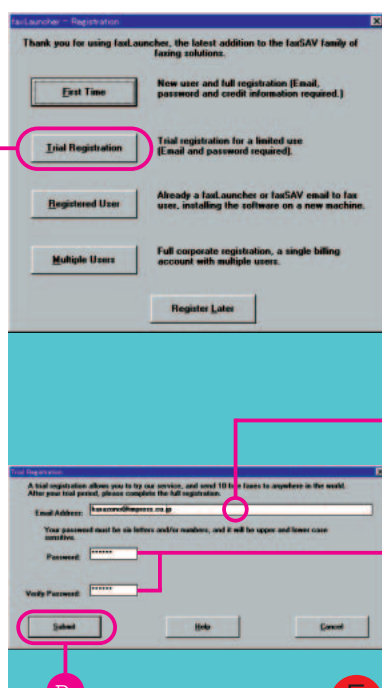 faxLauncher - Registration
Thank you for using faxLauncher, the latest addition to the faxSAV family of
faxing solutions.
First Time
New user and full registration (Email,
password and credit information required.)
Trial Registration
Trial registration for a limited use
(Email and password required).
Registered User
Already a faxLauncher or faxSAV email to fax
user, installing the software on a new machine.
Multiple Users
Full corporate registration, a single billing
account with multiple users.
Register Later
Trial Registration
A trial registration allows you to try our service, and send 10 free faxes to anywhere in the world.
After your trial period, please complete the full registration.
Email Address:
Your password must be six letters and/or numbers, and it will be upper and lower case
sensitive.
Password: ******
Verify Password: ******
Submit
Help
Cancel